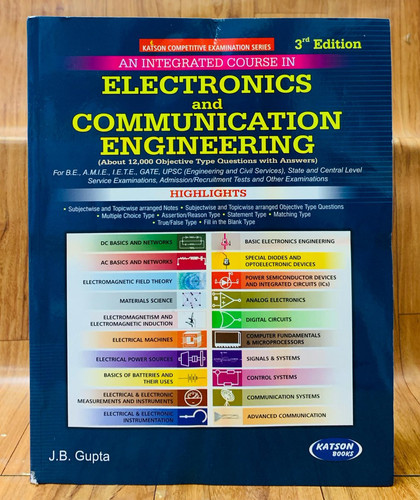 KATSON COMPETITIVE EXAMINATION SERIES
3rd Edition
AN INTEGRATED COURSE IN
ELECTRONICS
and
COMMUNICATION
ENGINEERING
(About 12,000 Objective Type Questions with Answers)
For B.E., A.M.I.E., I.E.T.E., GATE, UPSC (Engineering and Civil Services), State and Central Level
Service Examinations, Admission/Recruitment Tests and Other Examinations
HIGHLIGHTS
• Subjectwise and Topicwise arranged Notes • Subjectwise and Topicwise arranged Objective Type Questions
• Multiple Choice Type • Assertion/Reason Type • Statement Type • Matching Type
• True/False Type • Fill in the Blank Type
DC BASICS AND NETWORKS
AC BASICS AND NETWORKS
ELECTROMAGNETIC FIELD THEORY
MATERIALS SCIENCE
ELECTROMAGNETISM AND
ELECTROMAGNETIC INDUCTION
ELECTRICAL MACHINES
ELECTRICAL POWER SOURCES
BASICS OF BATTERIES AND
THEIR USES
ELECTRICAL & ELECTRONIC
MEASUREMENTS AND INSTRUMENTS
ELECTRICAL & ELECTRONIC
INSTRUMENTATION
BASIC ELECTRONICS ENGINEERING
SPECIAL DIODES AND
OPTOELECTRONIC DEVICES
POWER SEMICONDUCTOR DEVICES
AND INTEGRATED CIRCUITS (ICs)
ANALOG ELECTRONICS
DIGITAL CIRCUITS
COMPUTER FUNDAMENTALS
& MICROPROCESSORS
SIGNALS & SYSTEMS
CONTROL SYSTEMS
COMMUNICATION SYSTEMS
ADVANCED COMMUNICATION
J.B. Gupta
KATSON
BOOKS